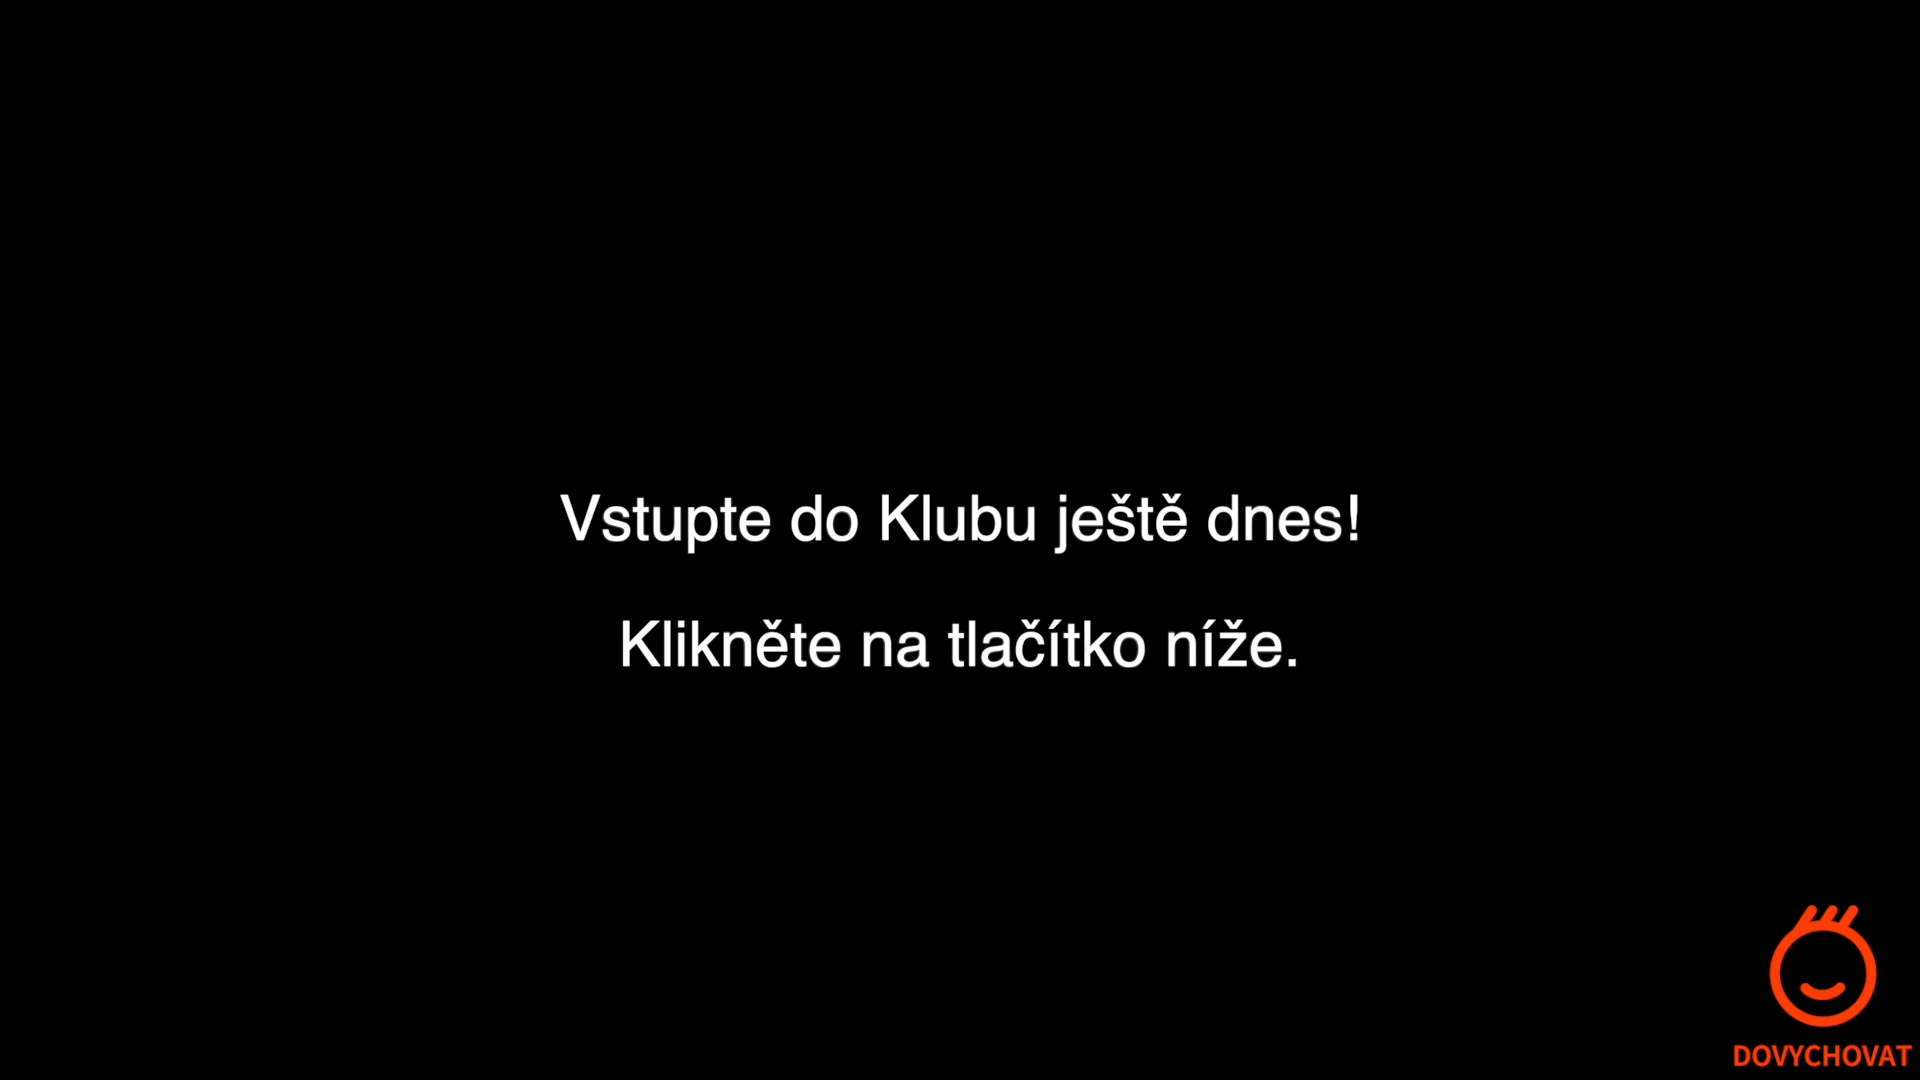 Vstupte do Klubu ještě dnes!
Klikněte na tlačítko níže.
DOVYCHOVAT